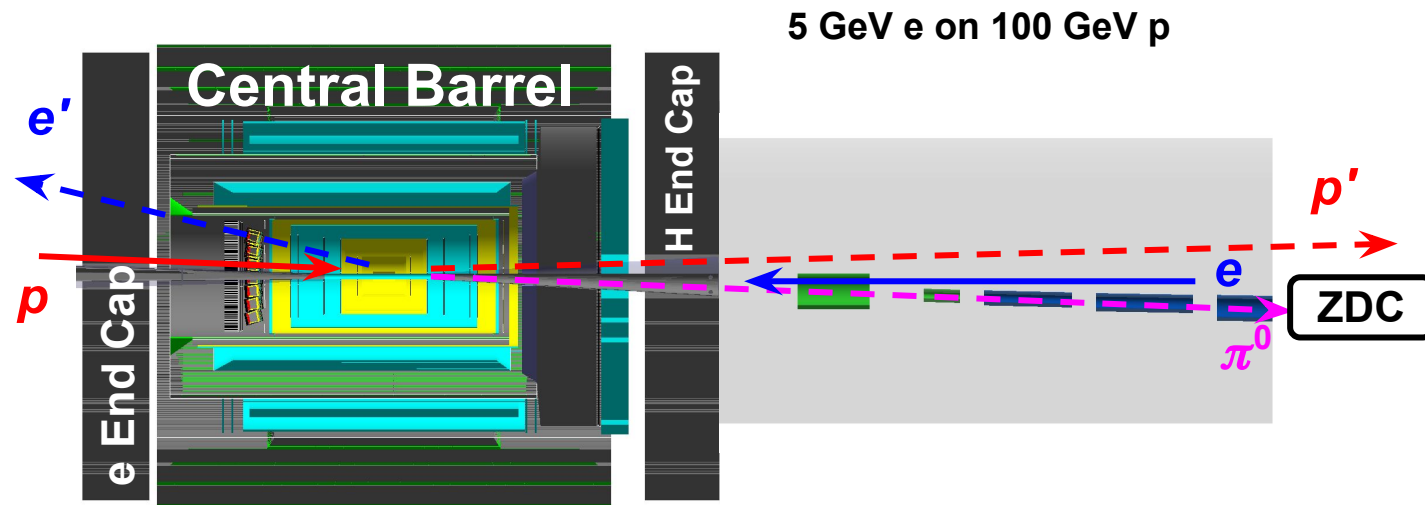 5 GeV e on 100 GeV p
Central Barrel
e'
e End Cap
H End Cap
p
p'
e
ZDC
π⁰